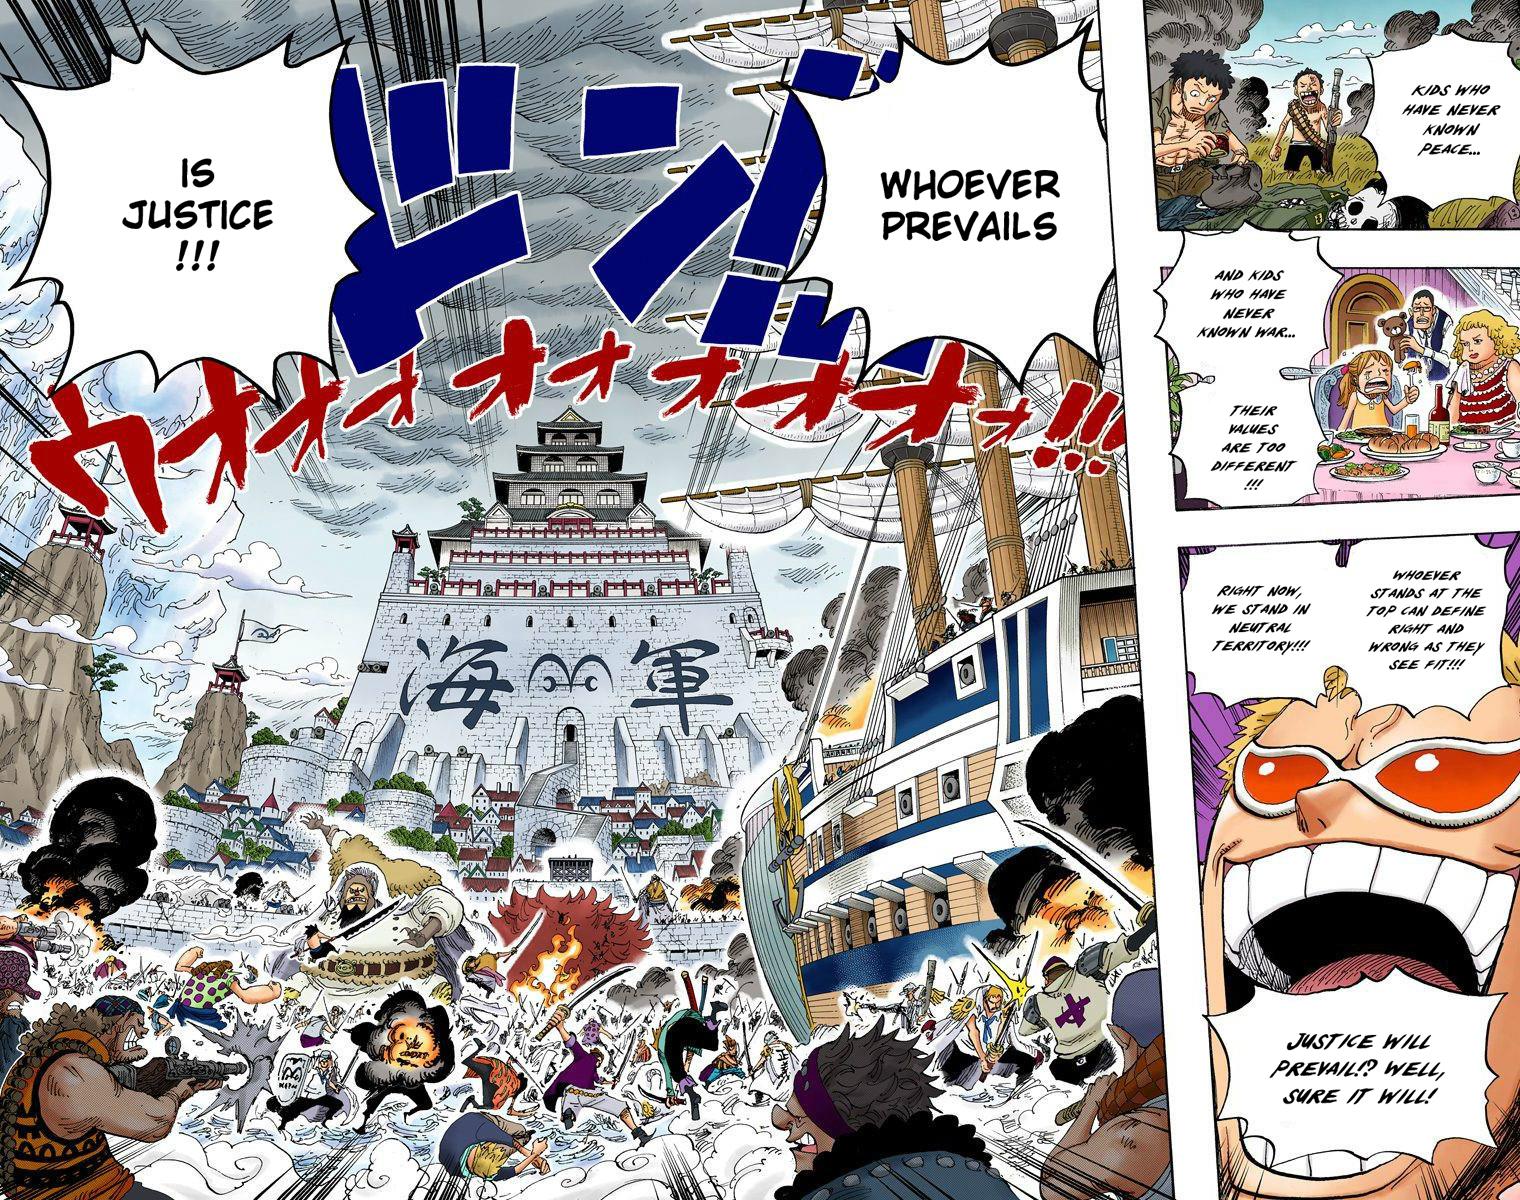 KIDS WHO
HAVE NEVER
KNOWN
PEACE...
AND KIDS
WHO HAVE
NEVER
KNOWN WAR...
THEIR
VALUES
ARE TOO
DIFFERENT
!!!
WHOEVER
STANDS AT THE
TOP CAN DEFINE
RIGHT AND
WRONG AS THEY
SEE FIT!!!
RIGHT NOW,
WE STAND IN
NEUTRAL
TERRITORY!!!
JUSTICE WILL
PREVAIL!? WELL,
SURE IT WILL!
WHOEVER
PREVAILS
IS
JUSTICE
!!!
ドンッ
ウオオオオオオオオオオ!!!
海軍